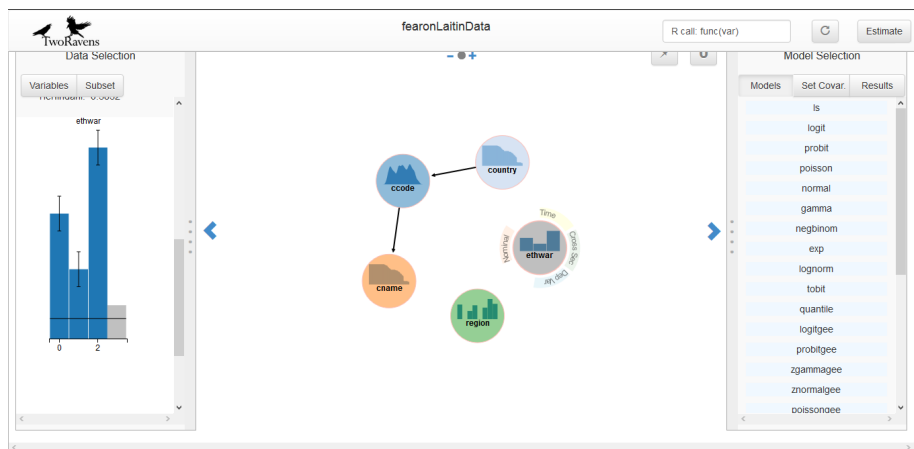 fearonLaitinData
R call: func(var)
Estimate
TwoRavens
Data Selection
Model Selection
Variables
Subset
Models
Set Covar.
Results
ethwar
0
2
country
ccode
Time
Nominal
Cross Sec
Dep Var
ethwar
cname
region
ls
logit
probit
poisson
normal
gamma
negbinom
exp
lognorm
tobit
quantile
logitgee
probitgee
zgammagee
znormalgee
poissongee